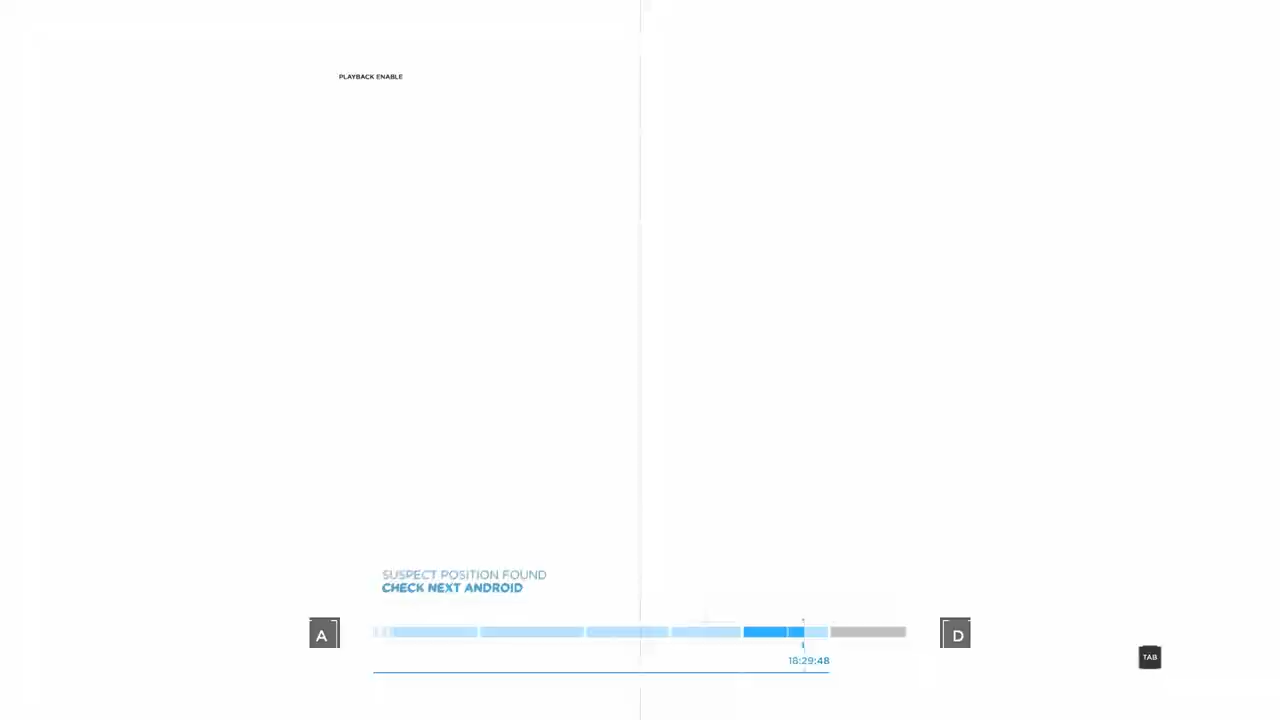 PLAYBACK ENABLE
SUSPECT POSITION FOUND
CHECK NEXT ANDROID
A
D
18:29:48
TAB